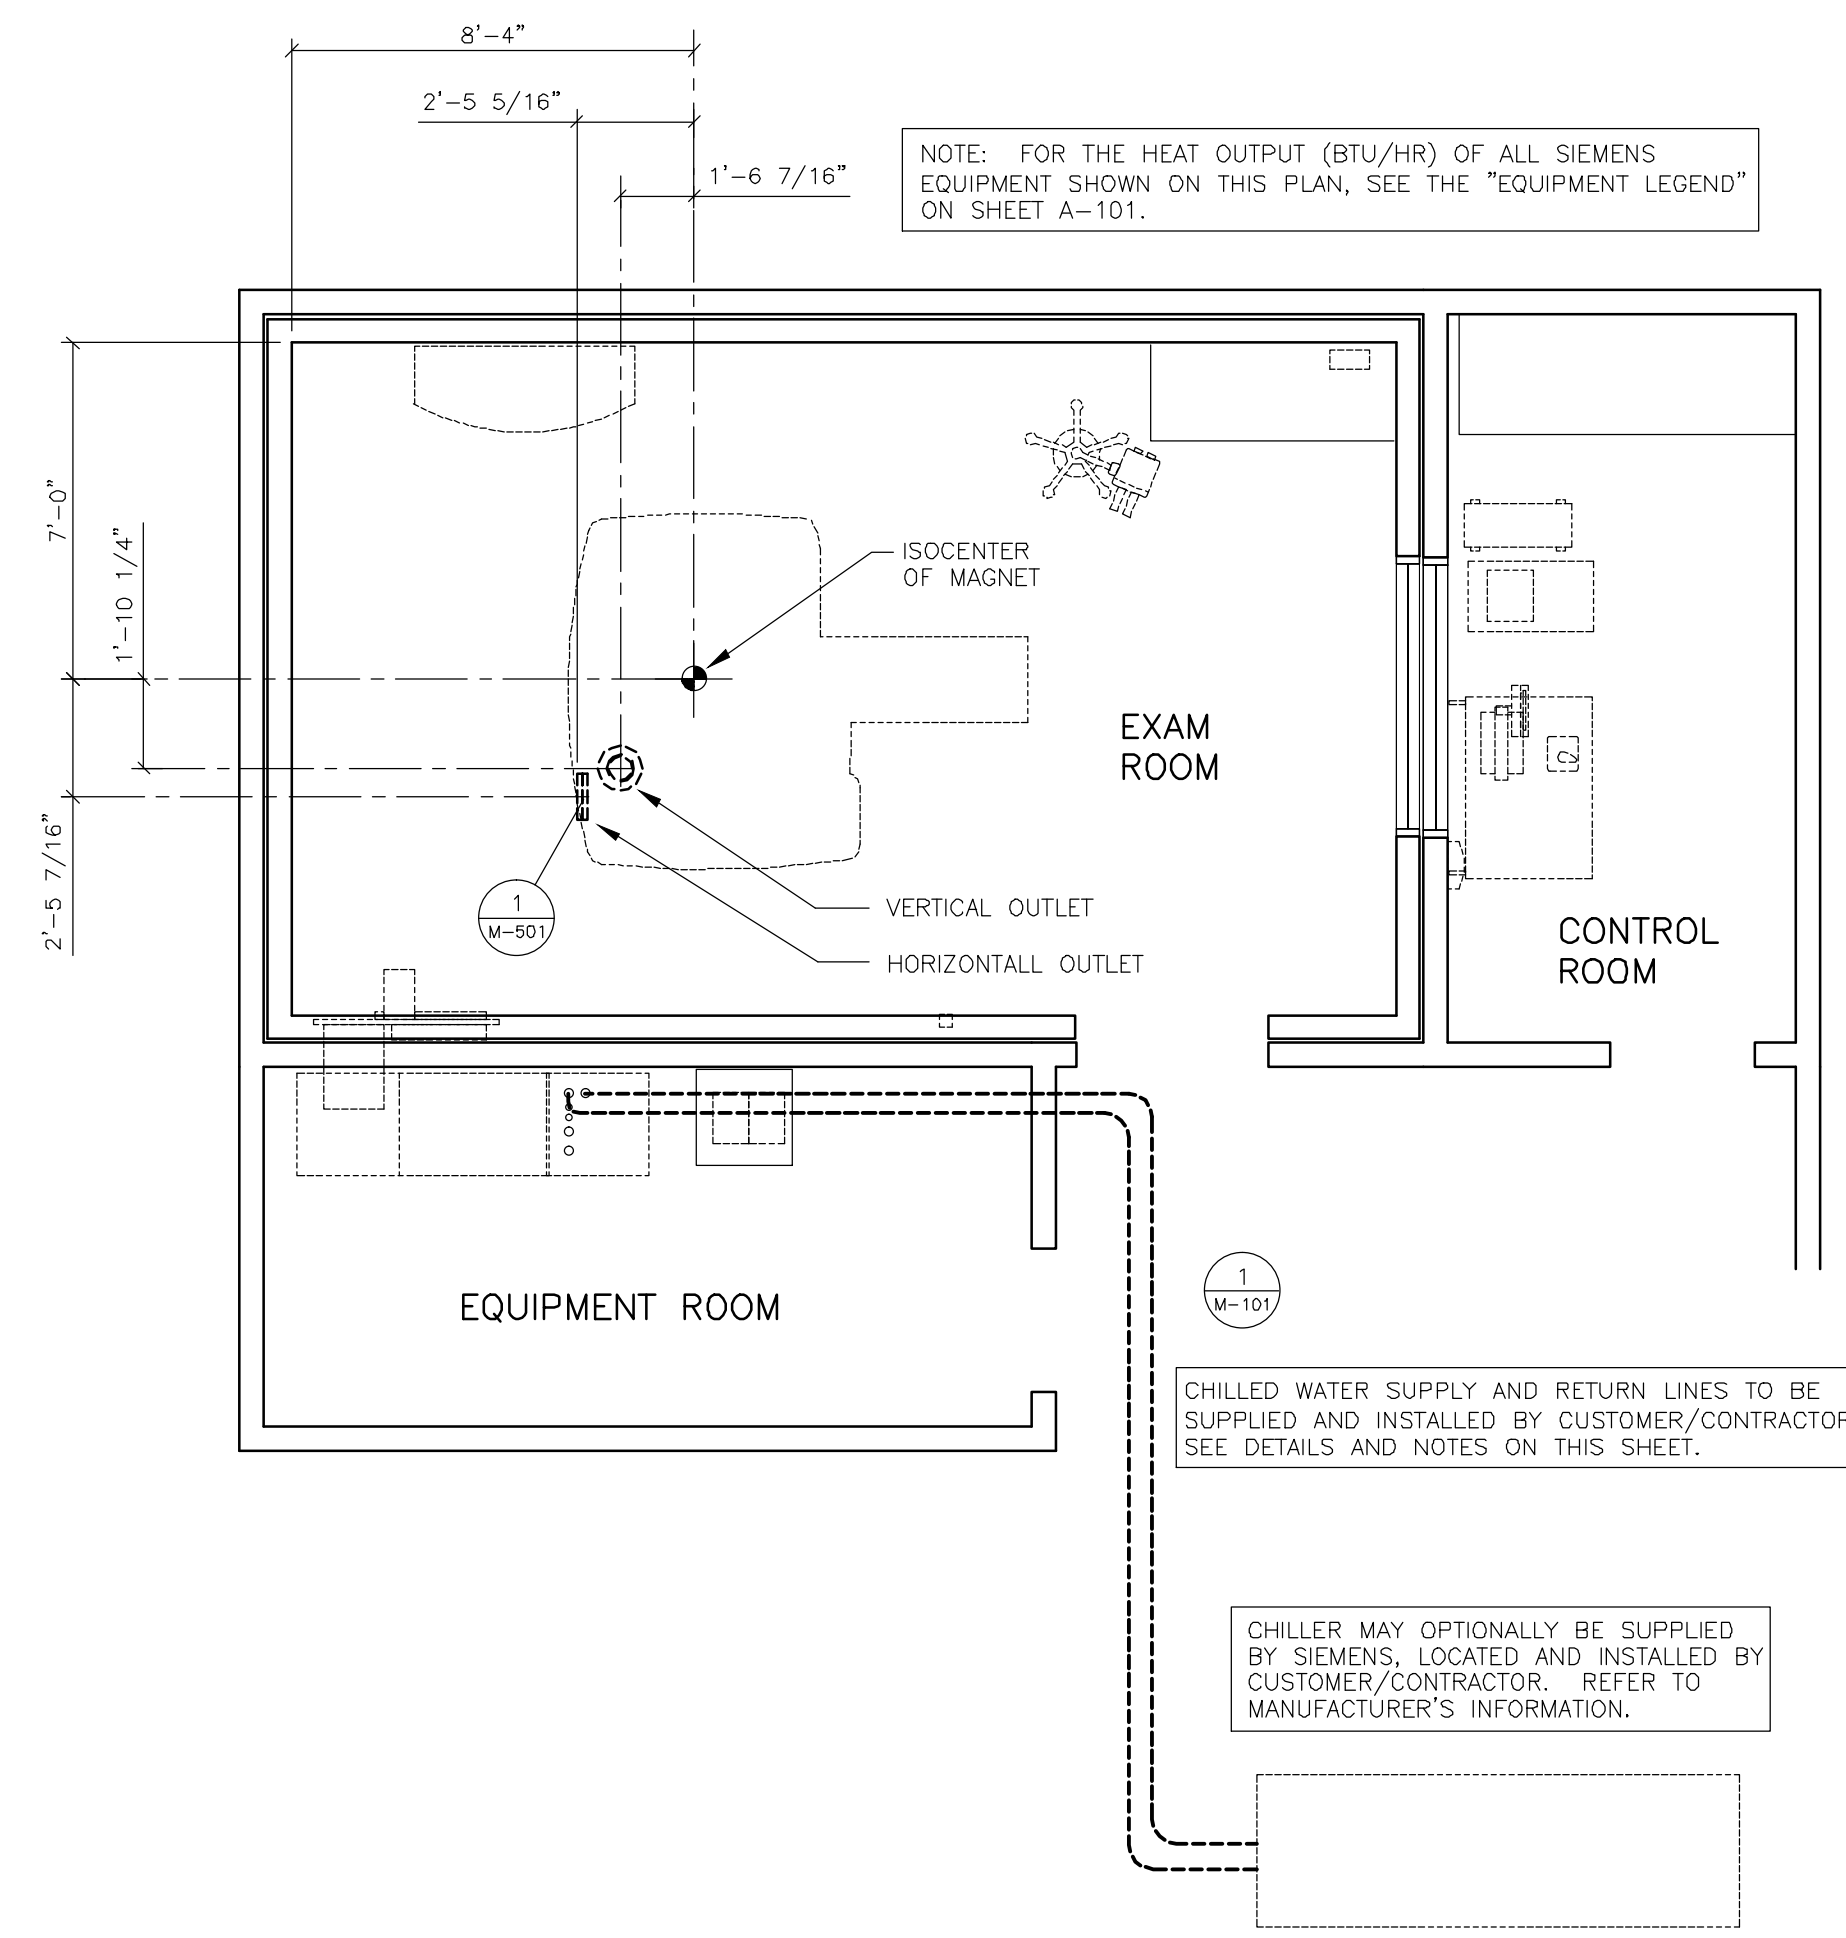 8'-4"
2'-5 5/16"
1'-6 7/16"
NOTE: FOR THE HEAT OUTPUT (BTU/HR) OF ALL SIEMENS
EQUIPMENT SHOWN ON THIS PLAN, SEE THE "EQUIPMENT LEGEND"
ON SHEET A-101.
7'-0"
1'-10 1/4"
2'-5 7/16"
ISOCENTER
OF MAGNET
EXAM
ROOM
VERTICAL OUTLET
HORIZONTALL OUTLET
1
M-501
CONTROL
ROOM
EQUIPMENT ROOM
1
M-101
CHILLED WATER SUPPLY AND RETURN LINES TO BE
SUPPLIED AND INSTALLED BY CUSTOMER/CONTRACTOR
SEE DETAILS AND NOTES ON THIS SHEET.
CHILLER MAY OPTIONALLY BE SUPPLIED
BY SIEMENS, LOCATED AND INSTALLED BY
CUSTOMER/CONTRACTOR. REFER TO
MANUFACTURER'S INFORMATION.